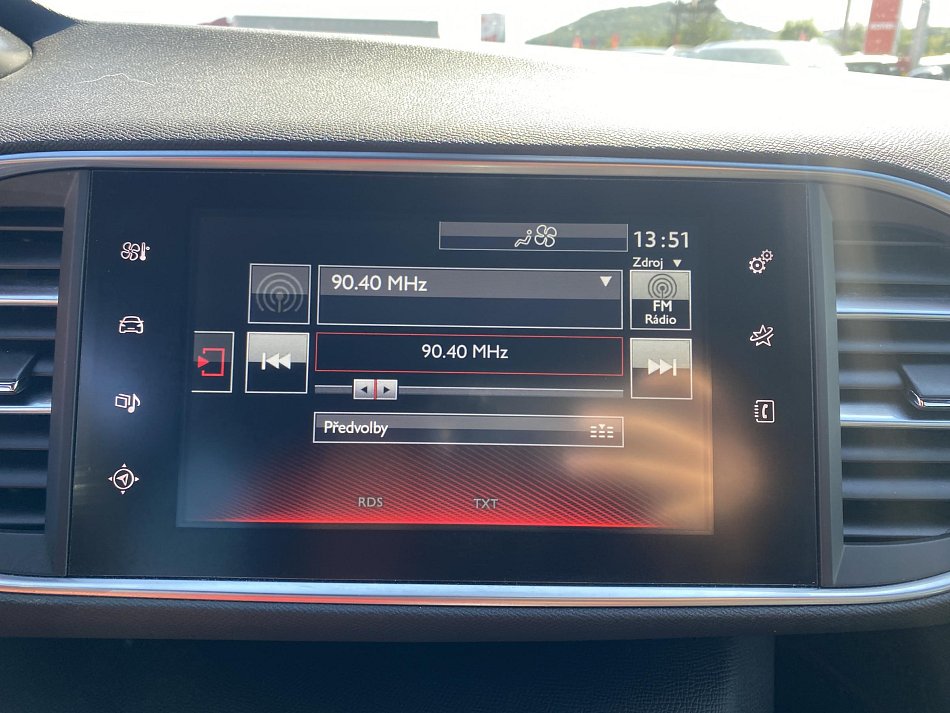 13:51
Zdroj
90.40 MHz
FM
Rádio
90.40 MHz
Předvolby
RDS
TXT